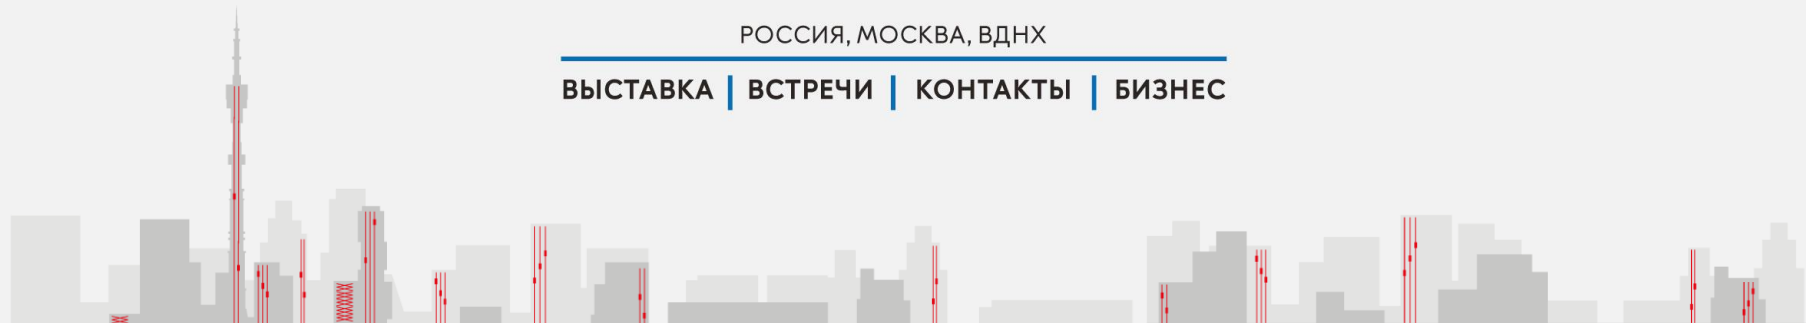 РОССИЯ, МОСКВА, ВДНХ
ВЫСТАВКА | ВСТРЕЧИ | КОНТАКТЫ | БИЗНЕС